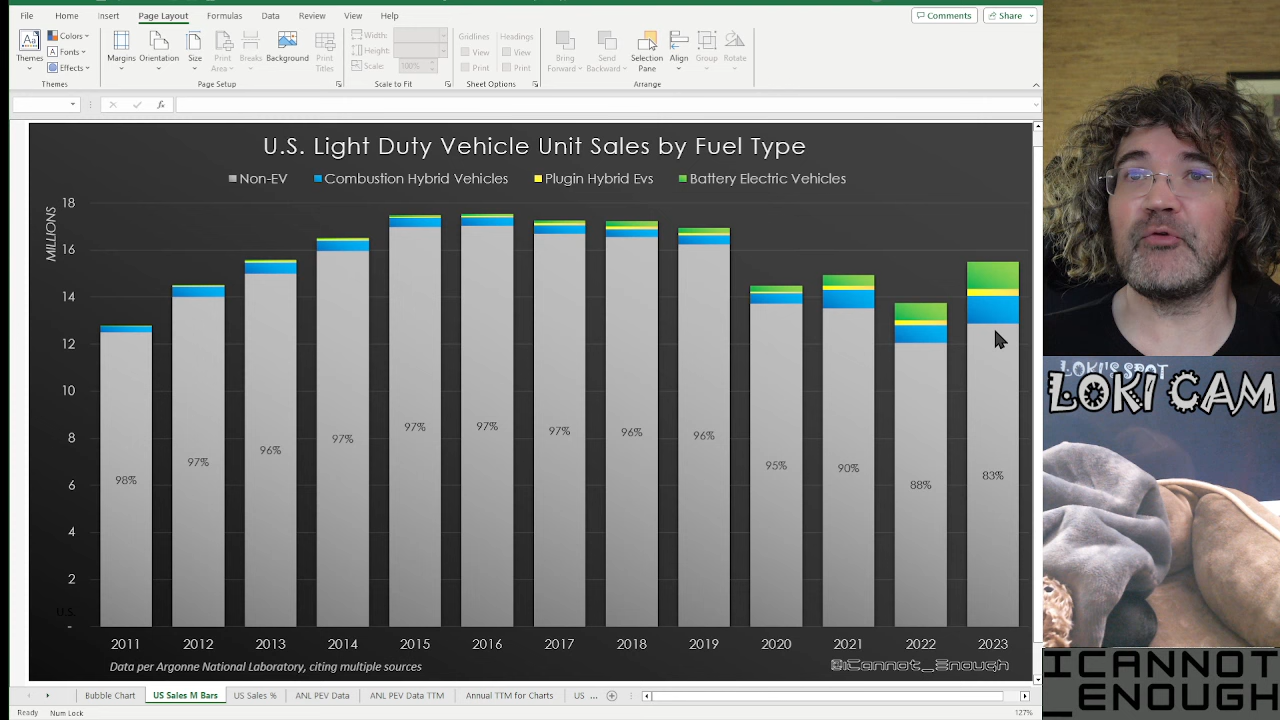 File Home Insert Page Layout Formulas Data Review View Help Comments Share
Themes Colors Fonts Effects Margins Orientation Size Print Area Breaks Background Print Titles Width: Height: Scale: 100% Gridlines View Print Headings View Print Bring Forward Send Backward Selection Pane Align Group Rotate
Themes Page Setup Scale to Fit Sheet Options Arrange
fx
U.S. Light Duty Vehicle Unit Sales by Fuel Type
Non-EV Combustion Hybrid Vehicles Plugin Hybrid Evs Battery Electric Vehicles
MILLIONS
18
16
14
12
10
8
6
4
2
-
U.S.
98% 97% 96% 97% 97% 97% 97% 96% 96% 95% 90% 88% 83%
2011 2012 2013 2014 2015 2016 2017 2018 2019 2020 2021 2022 2023
Data per Argonne National Laboratory, citing multiple sources
@iCannot_Enough
Bubble Chart US Sales M Bars US Sales % ANL PEV Data ANL PEV Data TTM Annual TTM for Charts US ...
Num Lock 127%
LOKI'S SPOT
LOKI CAM
ICANNOT
_ENOUGH